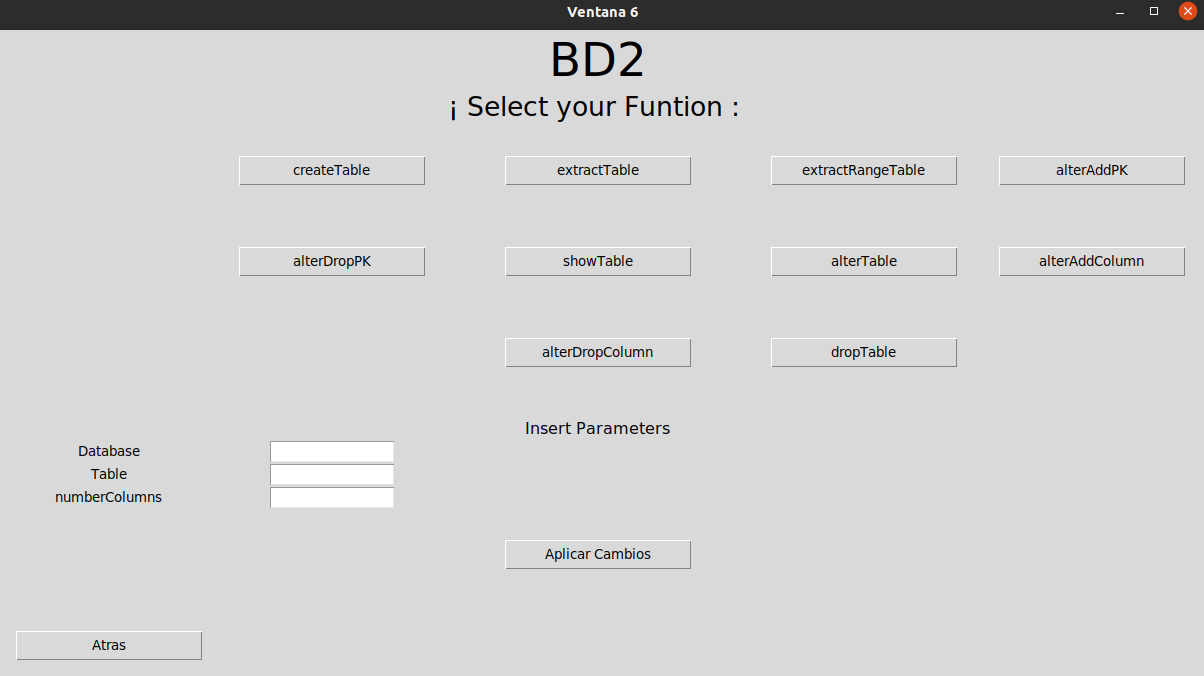 Ventana 6
BD2
¡ Select your Funtion :
createTable extractTable extractRangeTable alterAddPK
alterDropPK showTable alterTable alterAddColumn
alterDropColumn dropTable
Insert Parameters
Database
Table
numberColumns
Aplicar Cambios
Atras